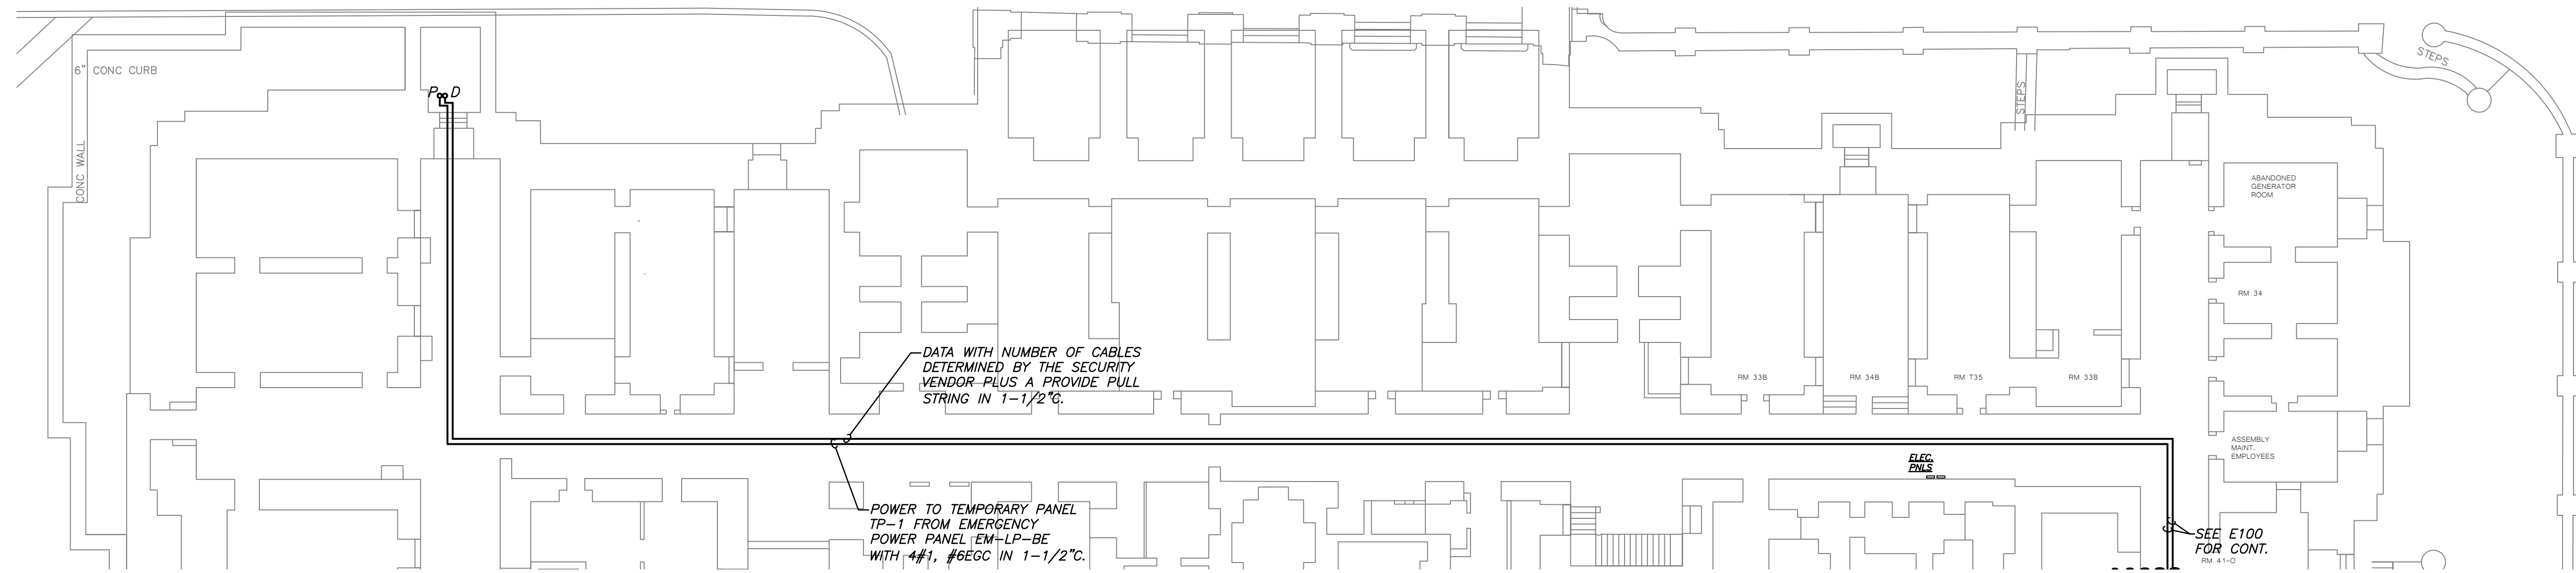 6" CONC CURB
CONC WALL
P
D
STEPS
STEPS
ABANDONED
GENERATOR
ROOM
RM 34
RM 33B
RM 34B
RM T35
RM 33B
DATA WITH NUMBER OF CABLES
DETERMINED BY THE SECURITY
VENDOR PLUS A PROVIDE PULL
STRING IN 1-1/2"C.
ASSEMBLY
MAINT.
EMPLOYEES
ELEC.
PNLS
POWER TO TEMPORARY PANEL
TP-1 FROM EMERGENCY
POWER PANEL EM-LP-BE
WITH 4#1, #6EGC IN 1-1/2"C.
SEE E100
FOR CONT.
RM 41-O